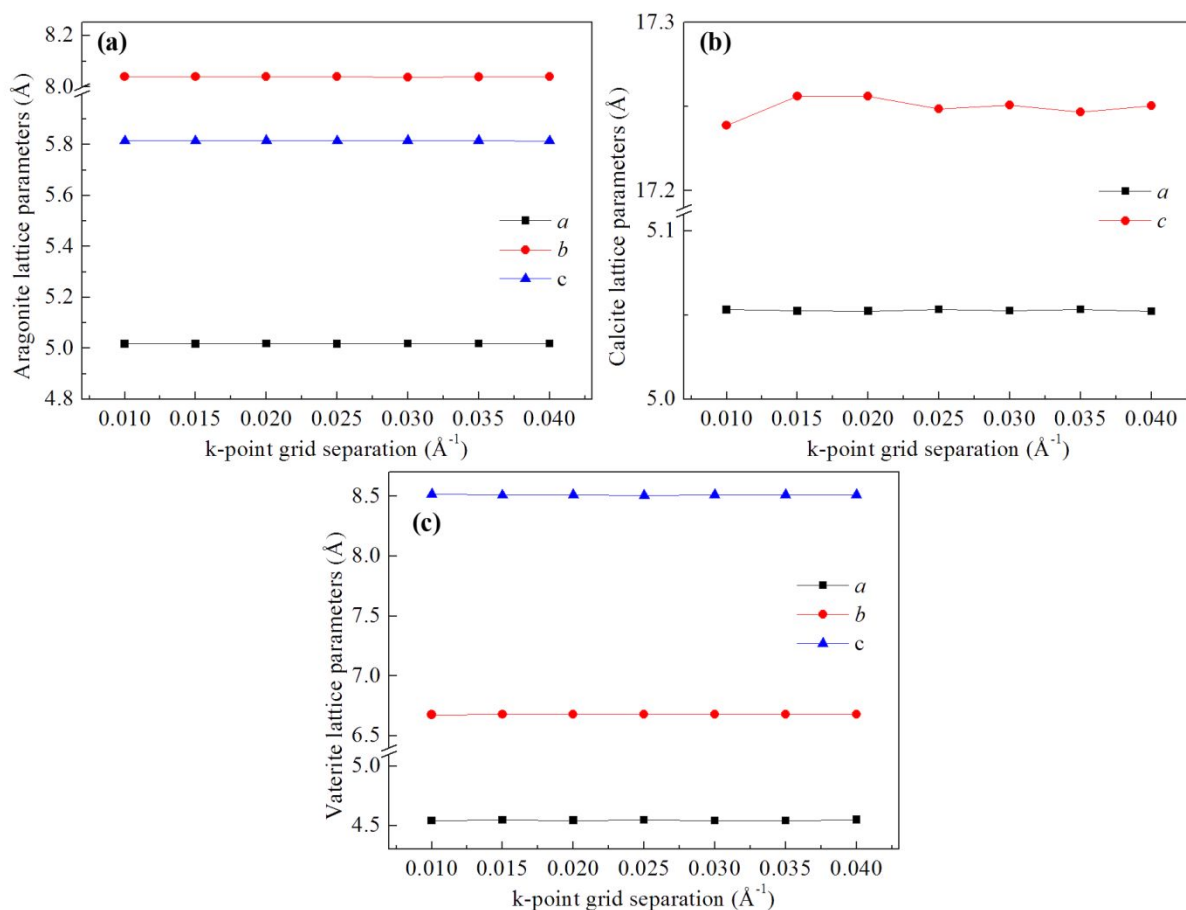 (a)
Aragonite lattice parameters (Å)
8.2
8.0
5.8
5.6
5.4
5.2
5.0
4.8
a
b
c
0.010 0.015 0.020 0.025 0.030 0.035 0.040
k-point grid separation (Å⁻¹)
(b)
Calcite lattice parameters (Å)
17.3
17.2
5.1
5.0
a
c
0.010 0.015 0.020 0.025 0.030 0.035 0.040
k-point grid separation (Å⁻¹)
(c)
Vaterite lattice parameters (Å)
8.5
8.0
7.5
7.0
6.5
5.0
4.5
a
b
c
0.010 0.015 0.020 0.025 0.030 0.035 0.040
k-point grid separation (Å⁻¹)